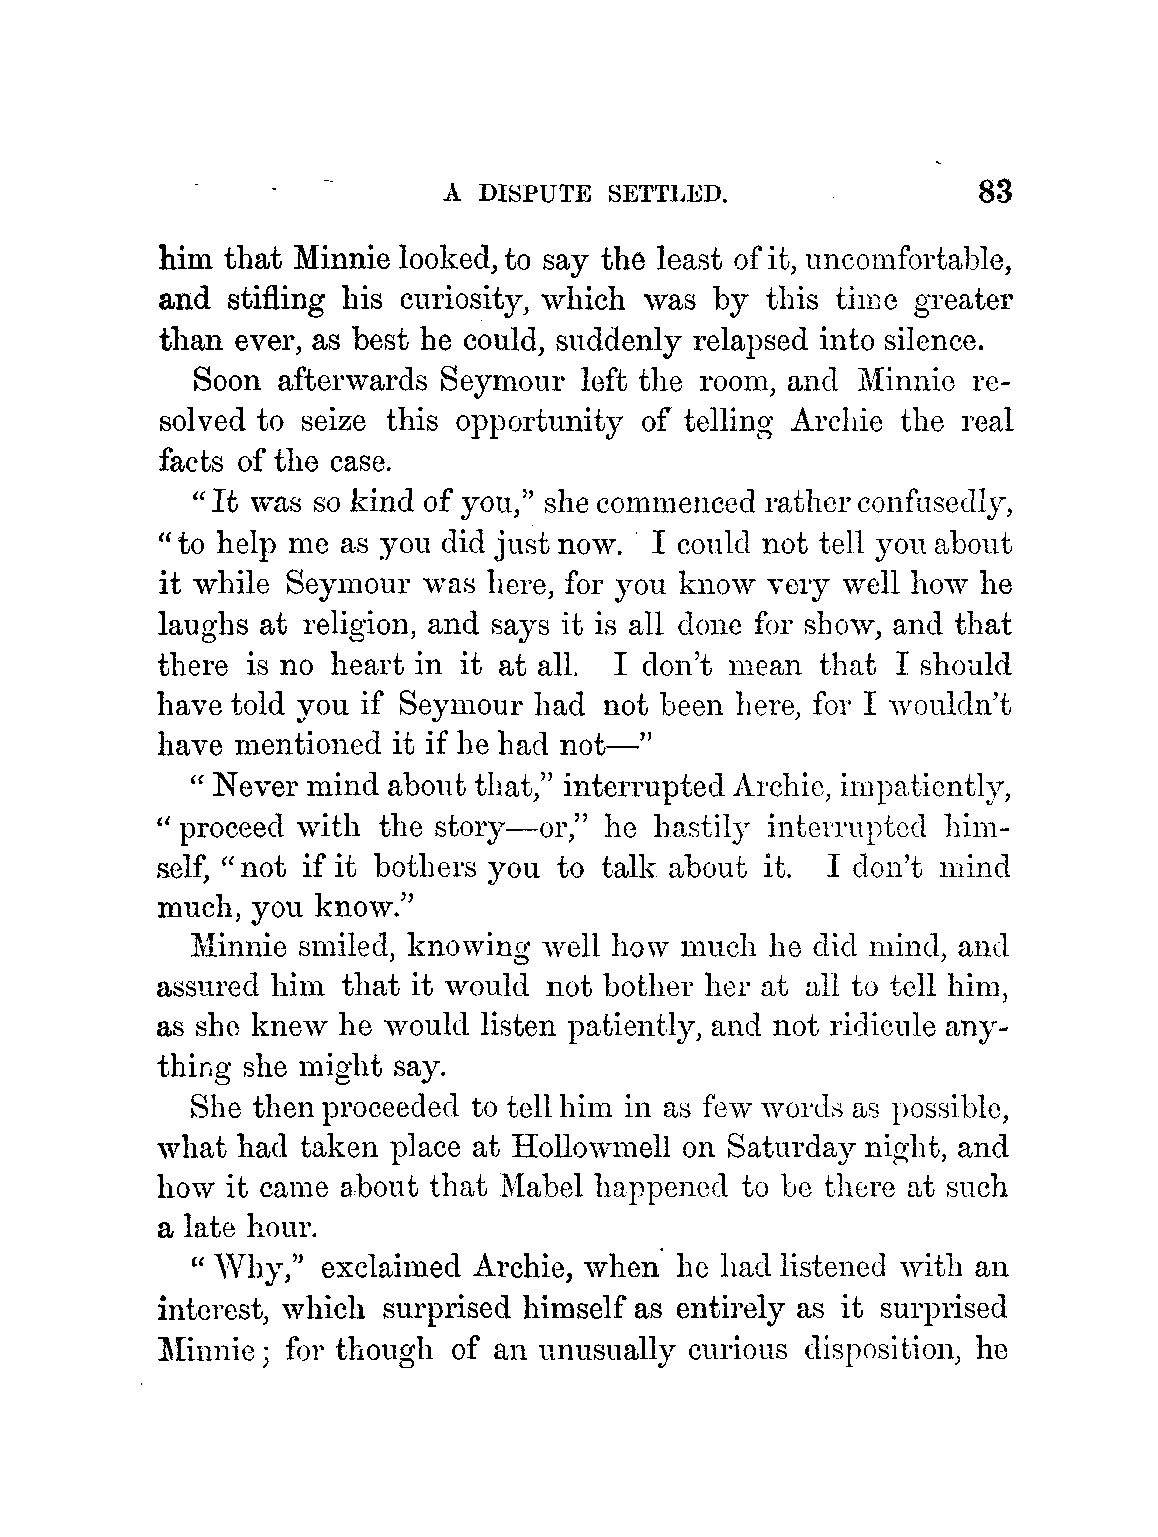 A DISPUTE SETTLED. 83
him that Minnie looked, to say the least of it, uncomfortable,
and stifling his curiosity, which was by this time greater
than ever, as best he could, suddenly relapsed into silence.
Soon afterwards Seymour left the room, and Minnie re-
solved to seize this opportunity of telling Archie the real
facts of the case.
“It was so kind of you,” she commenced rather confusedly,
“to help me as you did just now. I could not tell you about
it while Seymour was here, for you know very well how he
laughs at religion, and says it is all done for show, and that
there is no heart in it at all. I don’t mean that I should
have told you if Seymour had not been here, for I wouldn’t
have mentioned it if he had not—”
“Never mind about that,” interrupted Archie, impatiently,
“proceed with the story—or,” he hastily interrupted him-
self, “not if it bothers you to talk about it. I don’t mind
much, you know.”
Minnie smiled, knowing well how much he did mind, and
assured him that it would not bother her at all to tell him,
as she knew he would listen patiently, and not ridicule any-
thing she might say.
She then proceeded to tell him in as few words as possible,
what had taken place at Hollowmell on Saturday night, and
how it came about that Mabel happened to be there at such
a late hour.
“Why,” exclaimed Archie, when he had listened with an
interest, which surprised himself as entirely as it surprised
Minnie; for though of an unusually curious disposition, he